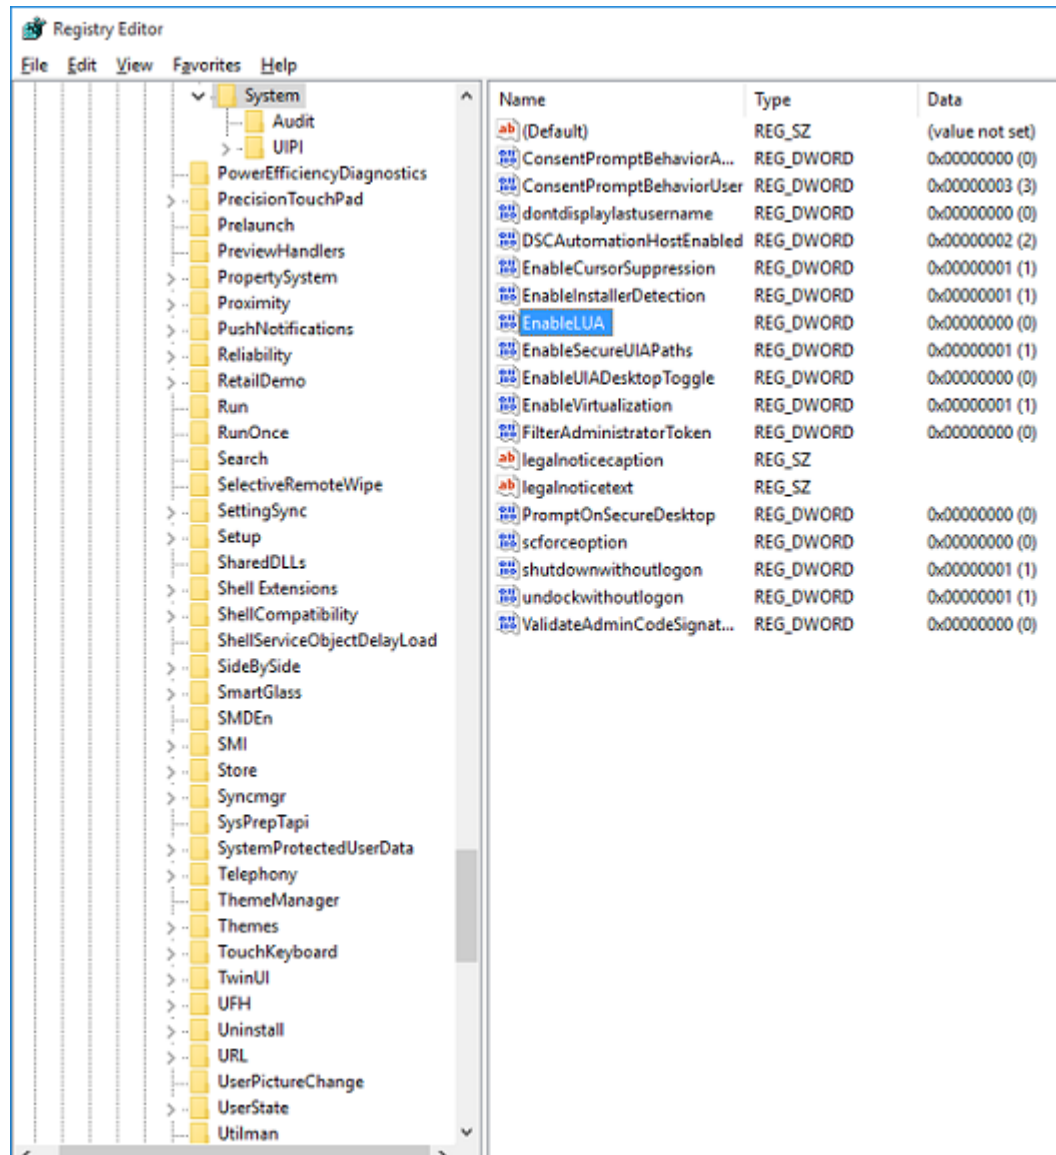 Registry Editor
File Edit View Favorites Help
System
Audit
UIPI
PowerEfficiencyDiagnostics
PrecisionTouchPad
Prelaunch
PreviewHandlers
PropertySystem
Proximity
PushNotifications
Reliability
RetailDemo
Run
RunOnce
Search
SelectiveRemoteWipe
SettingSync
Setup
SharedDLLs
Shell Extensions
ShellCompatibility
ShellServiceObjectDelayLoad
SideBySide
SmartGlass
SMDEn
SMI
Store
Syncmgr
SysPrepTapi
SystemProtectedUserData
Telephony
ThemeManager
Themes
TouchKeyboard
TwinUI
UFH
Uninstall
URL
UserPictureChange
UserState
Utilman
Name Type Data
(Default) REG_SZ (value not set)
ConsentPromptBehaviorA... REG_DWORD 0x00000000 (0)
ConsentPromptBehaviorUser REG_DWORD 0x00000003 (3)
dontdisplaylastusername REG_DWORD 0x00000000 (0)
DSCAutomationHostEnabled REG_DWORD 0x00000002 (2)
EnableCursorSuppression REG_DWORD 0x00000001 (1)
EnableInstallerDetection REG_DWORD 0x00000001 (1)
EnableLUA REG_DWORD 0x00000000 (0)
EnableSecureUIAPaths REG_DWORD 0x00000001 (1)
EnableUIADesktopToggle REG_DWORD 0x00000000 (0)
EnableVirtualization REG_DWORD 0x00000001 (1)
FilterAdministratorToken REG_DWORD 0x00000000 (0)
legalnoticecaption REG_SZ
legalnoticetext REG_SZ
PromptOnSecureDesktop REG_DWORD 0x00000000 (0)
scforceoption REG_DWORD 0x00000000 (0)
shutdownwithoutlogon REG_DWORD 0x00000001 (1)
undockwithoutlogon REG_DWORD 0x00000001 (1)
ValidateAdminCodeSignat... REG_DWORD 0x00000000 (0)